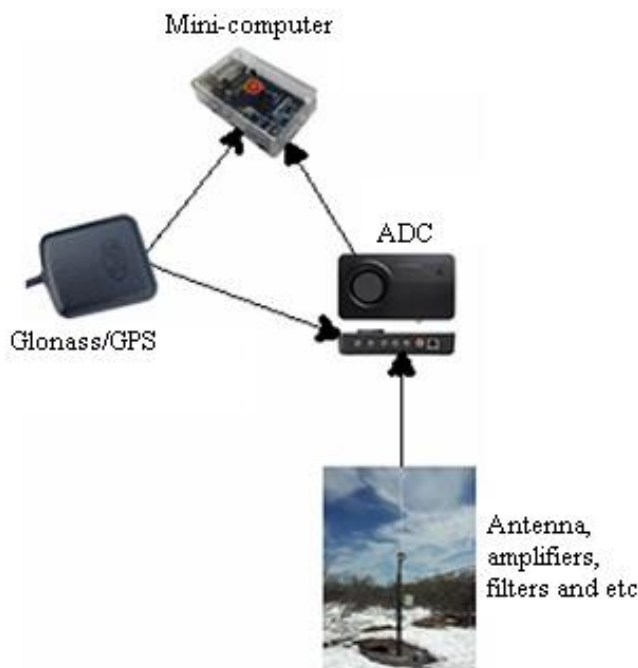 Mini-computer
ADC
Glonass/GPS
Antenna,
amplifiers,
filters and etc